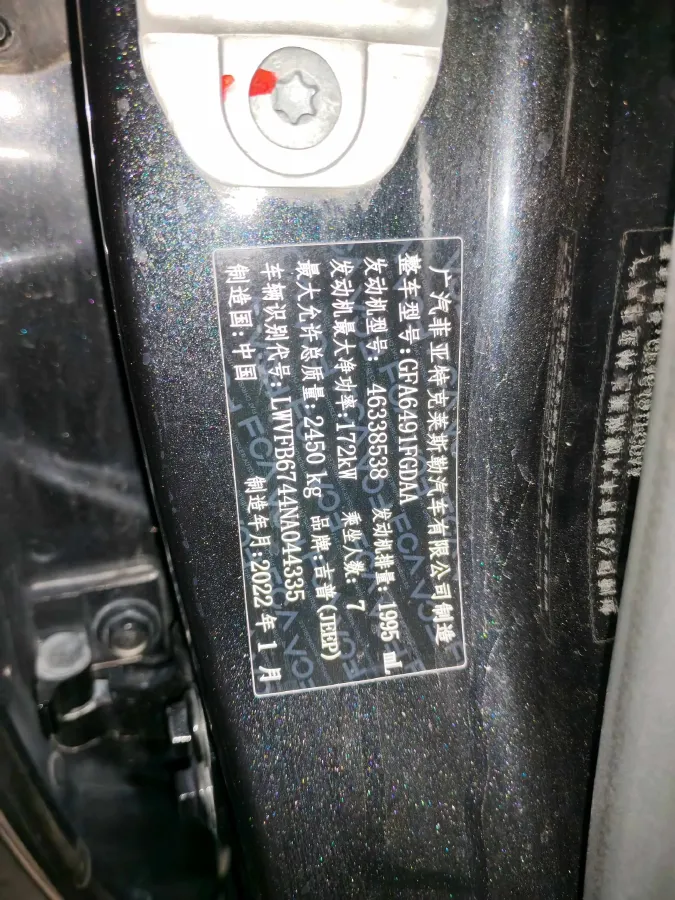 广汽菲亚特克莱斯勒汽车有限公司制造
整车型号:GFA6491FGDAA
发动机型号: 46338538 发动机排量: 1995 mL
发动机最大净功率:172kW 乘坐人数: 7
最大允许总质量:2450kg 品牌:吉普(JEEP)
车辆识别代号:LWVFB6744NA044335
制造国:中国 制造年月:2022年1月